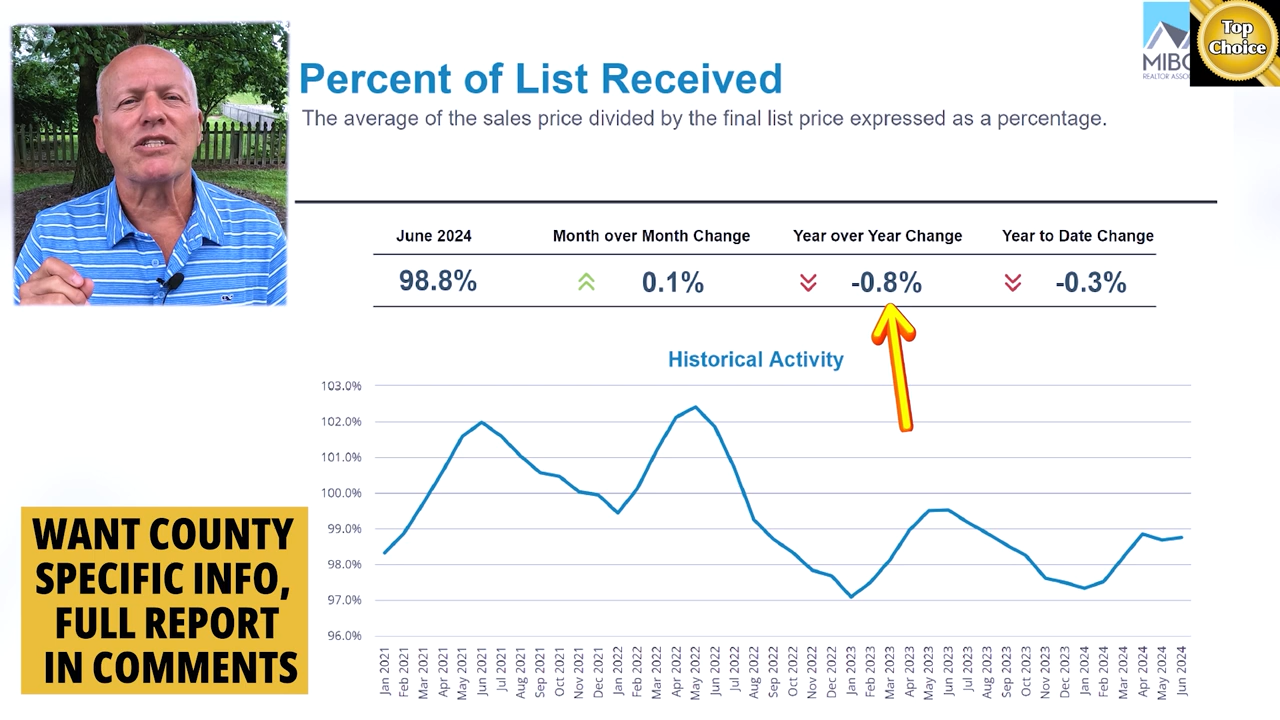 Percent of List Received
The average of the sales price divided by the final list price expressed as a percentage.
Top
Choice
REALTOR
June 2024 Month over Month Change Year over Year Change Year to Date Change
98.8% 0.1% -0.8% -0.3%
Historical Activity
103.0%
102.0%
101.0%
100.0%
99.0%
98.0%
97.0%
96.0%
Jan 2021
Feb 2021
Mar 2021
Apr 2021
May 2021
Jun 2021
Jul 2021
Aug 2021
Sep 2021
Oct 2021
Nov 2021
Dec 2021
Jan 2022
Feb 2022
Mar 2022
Apr 2022
May 2022
Jun 2022
Jul 2022
Aug 2022
Sep 2022
Oct 2022
Nov 2022
Dec 2022
Jan 2023
Feb 2023
Mar 2023
Apr 2023
May 2023
Jun 2023
Jul 2023
Aug 2023
Sep 2023
Oct 2023
Nov 2023
Dec 2023
Jan 2024
Feb 2024
Mar 2024
Apr 2024
May 2024
Jun 2024
WANT COUNTY
SPECIFIC INFO,
FULL REPORT
IN COMMENTS